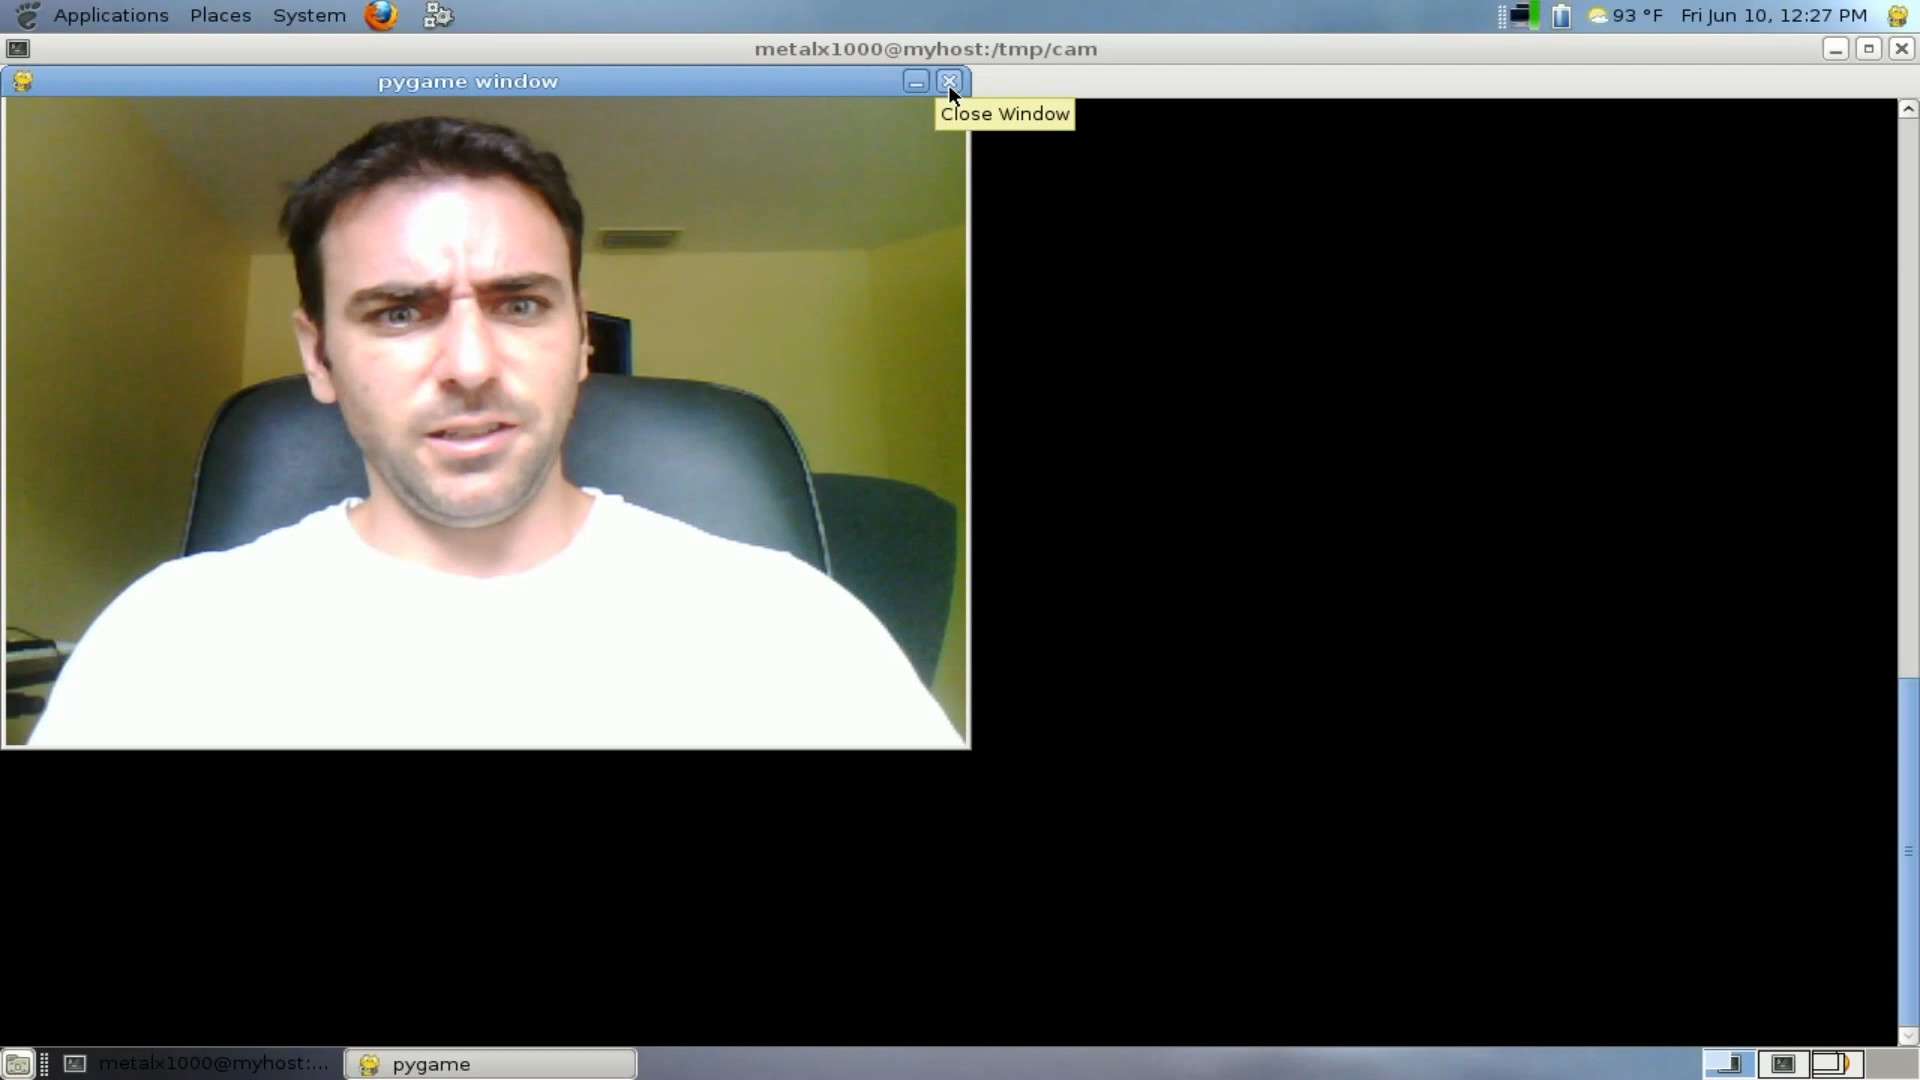 Applications Places System 93 °F Fri Jun 10, 12:27 PM
metalx1000@myhost:/tmp/cam
pygame window
Close Window
metalx1000@myhost:... pygame